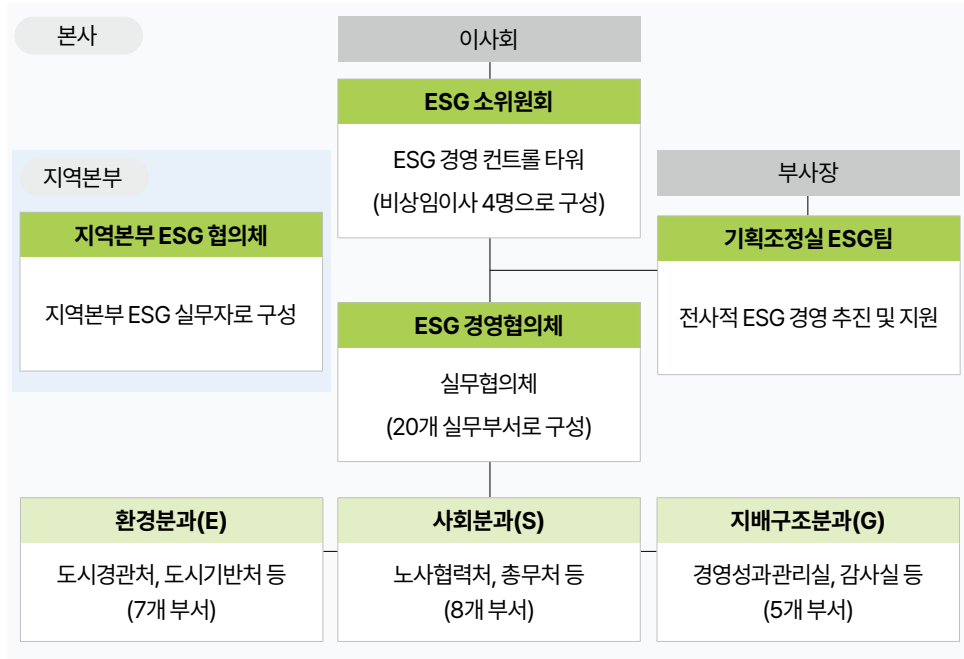 본사
이사회
ESG 소위원회
ESG 경영 컨트롤 타워
(비상임이사 4명으로 구성)
지역본부
지역본부 ESG 협의체
지역본부 ESG 실무자로 구성
부사장
기획조정실 ESG팀
전사적 ESG 경영 추진 및 지원
ESG 경영협의체
실무협의체
(20개 실무부서로 구성)
환경분과(E)
도시경관처, 도시기반처 등
(7개 부서)
사회분과(S)
노사협력처, 총무처 등
(8개 부서)
지배구조분과(G)
경영성과관리실, 감사실 등
(5개 부서)